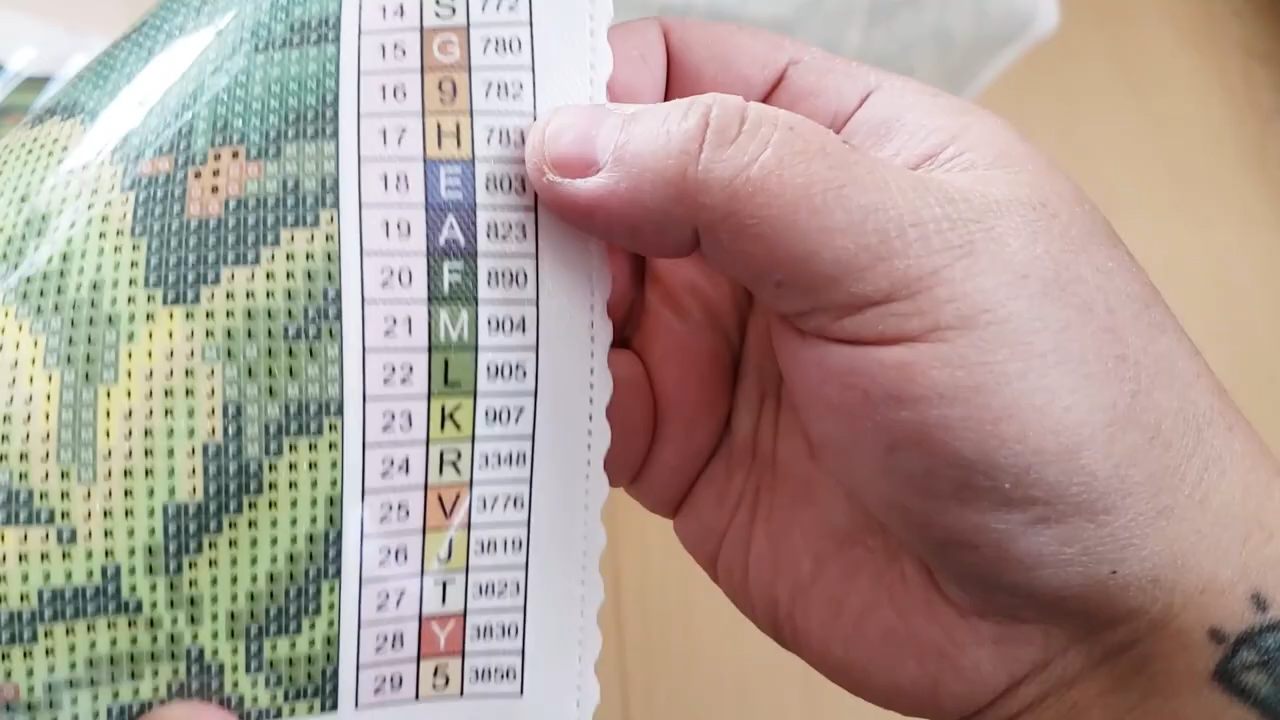 14 S 772
15 G 780
16 9 782
17 H 783
18 E 803
19 A 823
20 F 890
21 M 904
22 L 905
23 K 907
24 R 3348
25 V 3776
26 J 3819
27 T 3823
28 Y 3830
29 5 3856